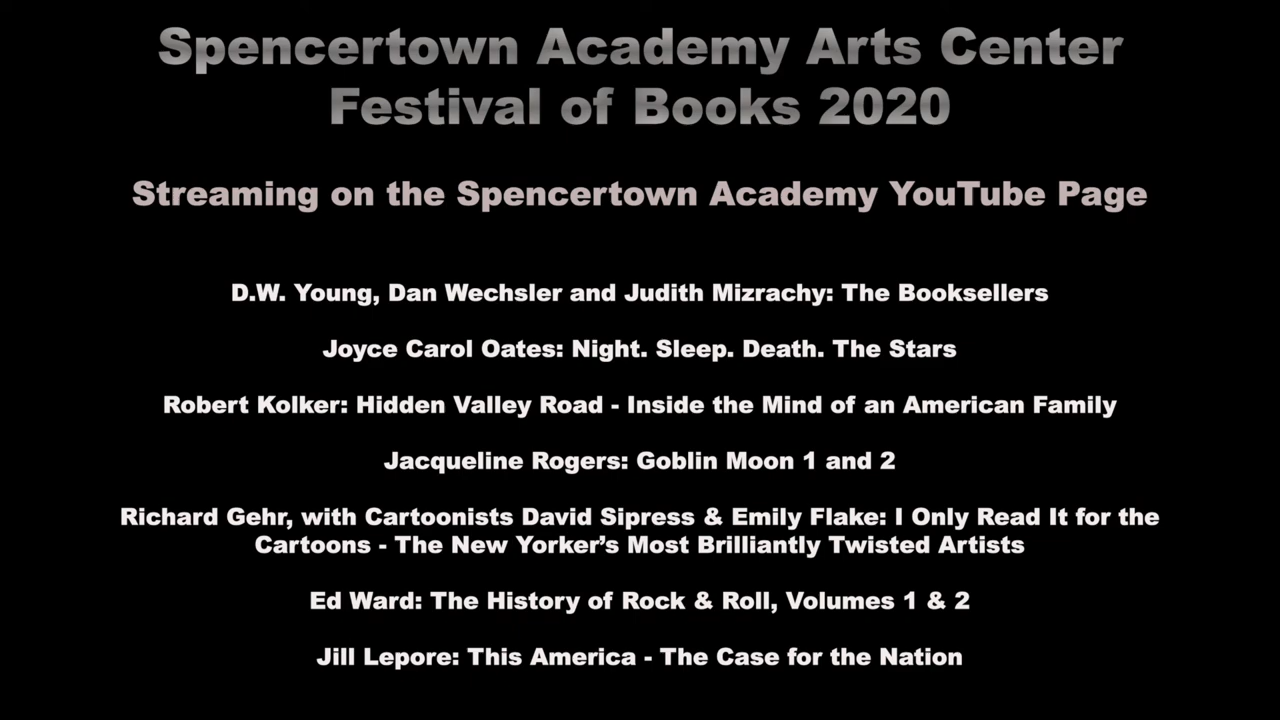 Spencertown Academy Arts Center
Festival of Books 2020
Streaming on the Spencertown Academy YouTube Page
D.W. Young, Dan Wechsler and Judith Mizrachy: The Booksellers
Joyce Carol Oates: Night. Sleep. Death. The Stars
Robert Kolker: Hidden Valley Road - Inside the Mind of an American Family
Jacqueline Rogers: Goblin Moon 1 and 2
Richard Gehr, with Cartoonists David Sipress & Emily Flake: I Only Read It for the
Cartoons - The New Yorker’s Most Brilliantly Twisted Artists
Ed Ward: The History of Rock & Roll, Volumes 1 & 2
Jill Lepore: This America - The Case for the Nation